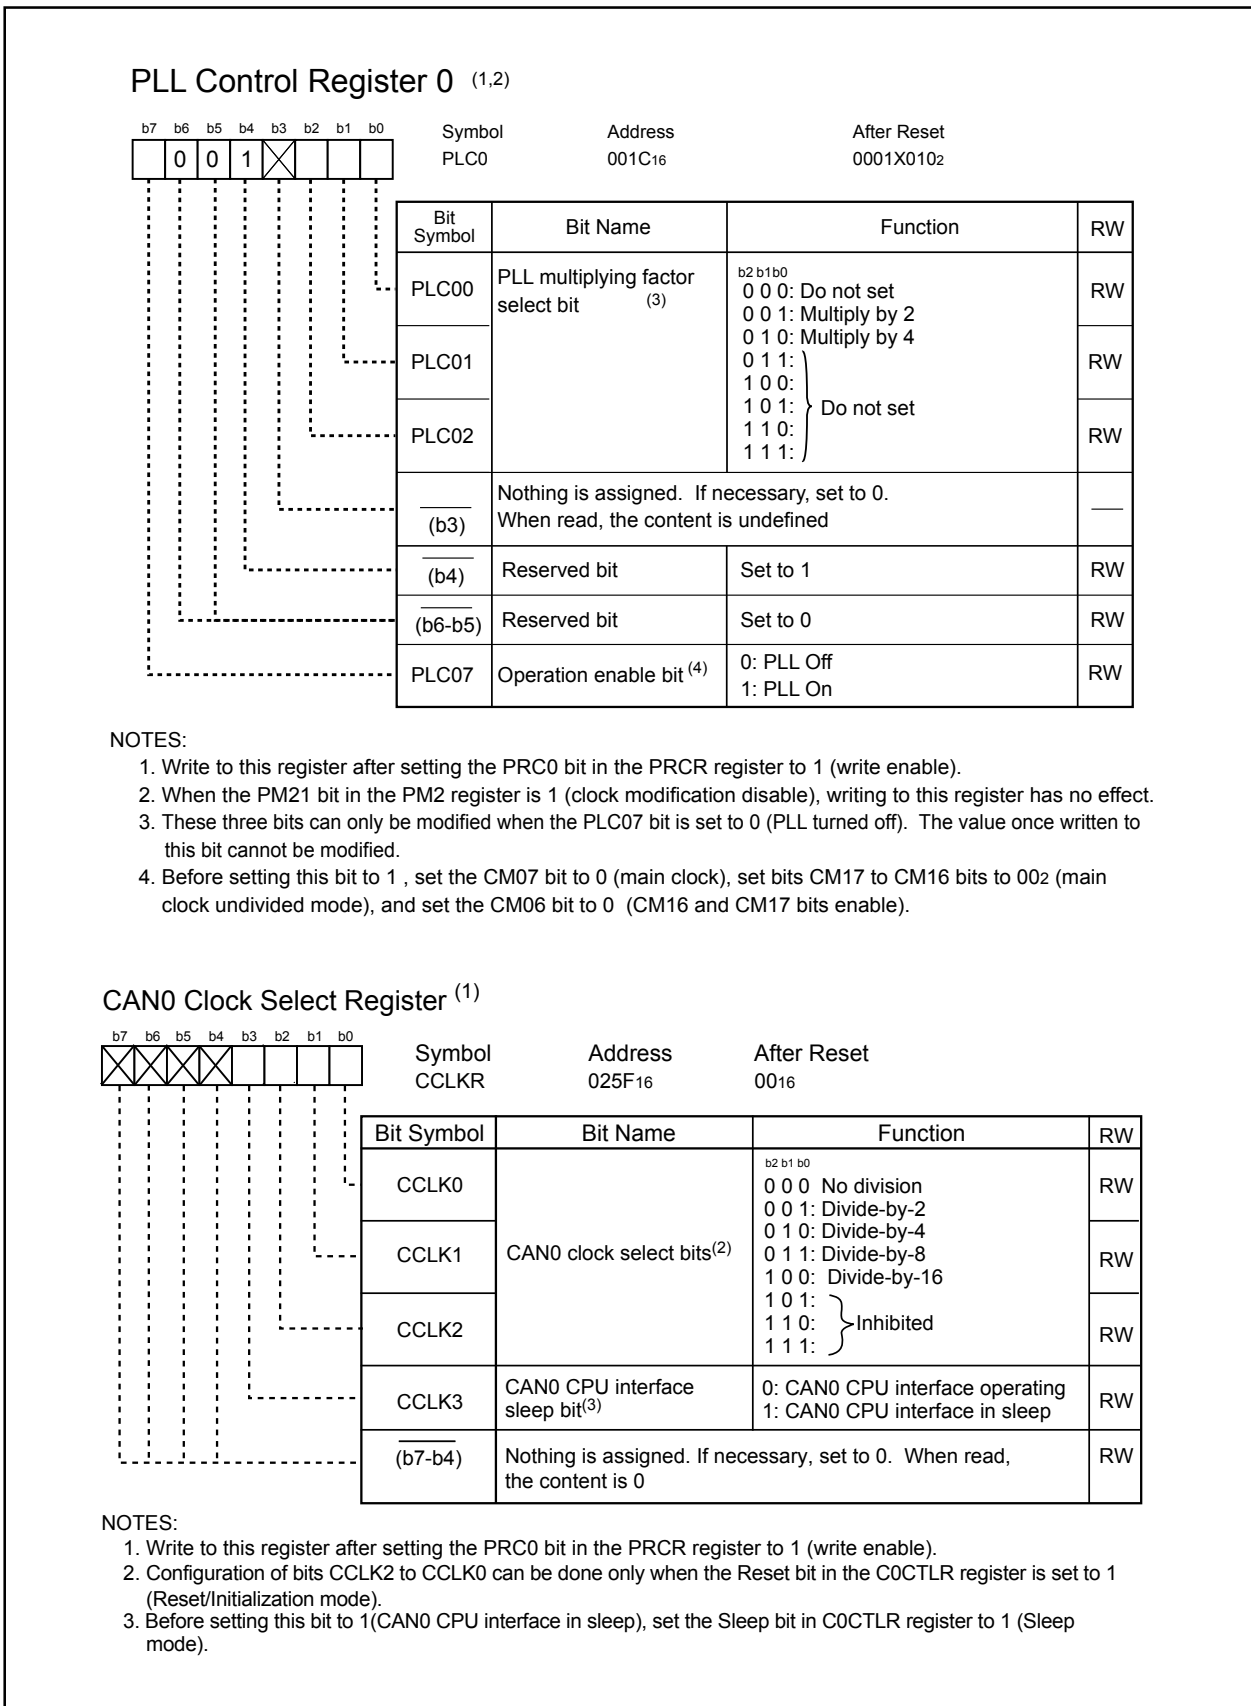 PLL Control Register 0 (1,2)
b7 b6 b5 b4 b3 b2 b1 b0
0 0 1
Symbol Address After Reset
PLC0 001C16 0001X0102
Bit Symbol Bit Name Function RW
PLC00 PLL multiplying factor select bit (3) RW
b2 b1 b0
0 0 0: Do not set
0 0 1: Multiply by 2
0 1 0: Multiply by 4
PLC01 RW
0 1 1:
1 0 0:
1 0 1: Do not set
1 1 0:
1 1 1:
PLC02 RW
(b3) Nothing is assigned. If necessary, set to 0.
When read, the content is undefined
(b4) Reserved bit Set to 1 RW
(b6-b5) Reserved bit Set to 0 RW
PLC07 Operation enable bit (4) 0: PLL Off RW
1: PLL On
NOTES:
1. Write to this register after setting the PRC0 bit in the PRCR register to 1 (write enable).
2. When the PM21 bit in the PM2 register is 1 (clock modification disable), writing to this register has no effect.
3. These three bits can only be modified when the PLC07 bit is set to 0 (PLL turned off). The value once written to
this bit cannot be modified.
4. Before setting this bit to 1 , set the CM07 bit to 0 (main clock), set bits CM17 to CM16 bits to 002 (main
clock undivided mode), and set the CM06 bit to 0 (CM16 and CM17 bits enable).
CAN0 Clock Select Register (1)
b7 b6 b5 b4 b3 b2 b1 b0
Symbol Address After Reset
CCLKR 025F16 0016
Bit Symbol Bit Name Function RW
CCLK0 RW
b2 b1 b0
0 0 0 No division
0 0 1: Divide-by-2
0 1 0: Divide-by-4
CCLK1 CAN0 clock select bits(2) RW
0 1 1: Divide-by-8
1 0 0: Divide-by-16
1 0 1:
1 1 0: Inhibited
1 1 1:
CCLK2 RW
CCLK3 CAN0 CPU interface sleep bit(3) 0: CAN0 CPU interface operating RW
1: CAN0 CPU interface in sleep
(b7-b4) Nothing is assigned. If necessary, set to 0. When read, RW
the content is 0
NOTES:
1. Write to this register after setting the PRC0 bit in the PRCR register to 1 (write enable).
2. Configuration of bits CCLK2 to CCLK0 can be done only when the Reset bit in the C0CTLR register is set to 1
(Reset/Initialization mode).
3. Before setting this bit to 1(CAN0 CPU interface in sleep), set the Sleep bit in C0CTLR register to 1 (Sleep
mode).